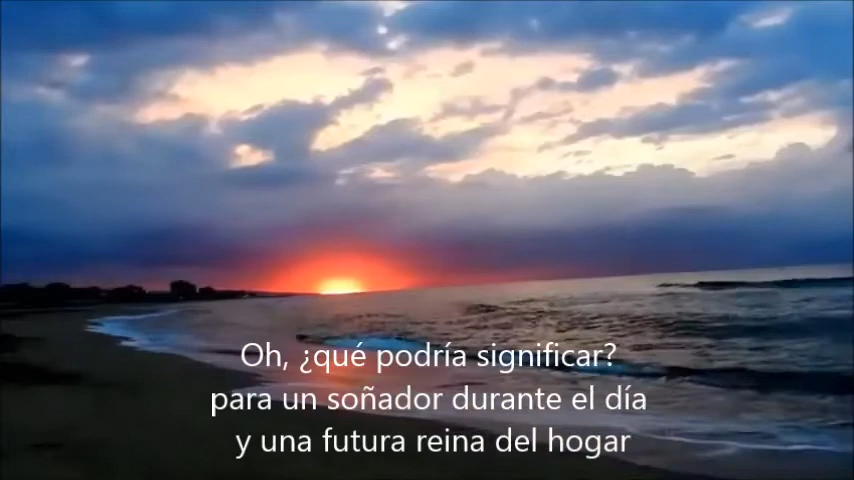 Oh, ¿qué podría significar?
para un soñador durante el día
y una futura reina del hogar